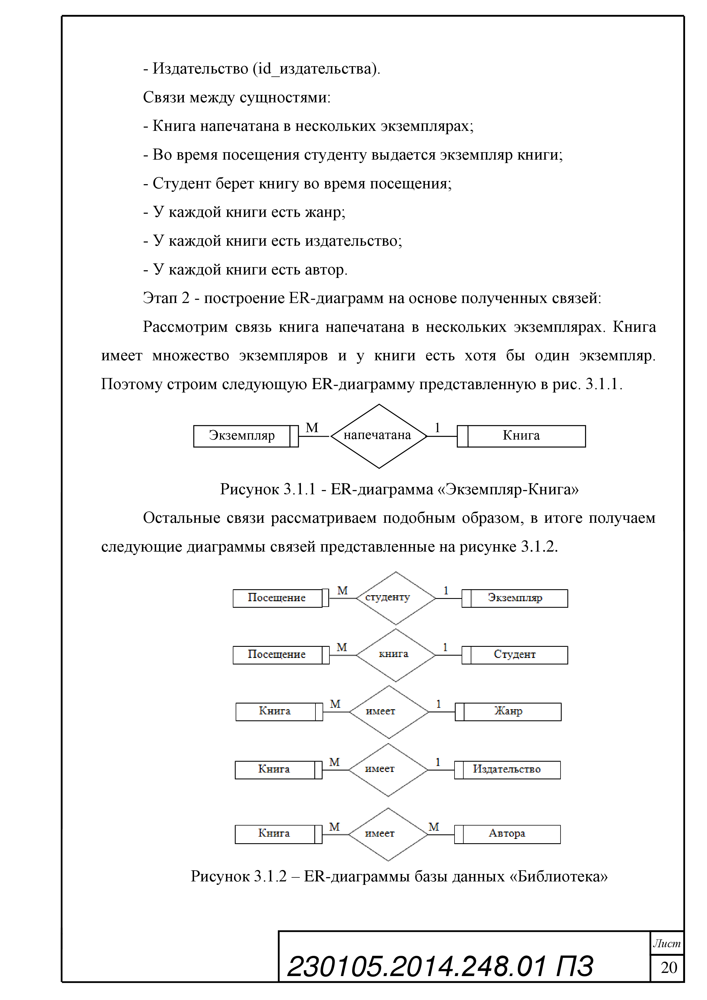 - Издательство (id_издательства).
Связи между сущностями:
- Книга напечатана в нескольких экземплярах;
- Во время посещения студенту выдается экземпляр книги;
- Студент берет книгу во время посещения;
- У каждой книги есть жанр;
- У каждой книги есть издательство;
- У каждой книги есть автор.
Этап 2 - построение ER-диаграмм на основе полученных связей:
Рассмотрим связь книга напечатана в нескольких экземплярах. Книга
имеет множество экземпляров и у книги есть хотя бы один экземпляр.
Поэтому строим следующую ER-диаграмму представленную в рис. 3.1.1.
Экземпляр М напечатана 1 Книга
Рисунок 3.1.1 - ER-диаграмма «Экземпляр-Книга»
Остальные связи рассматриваем подобным образом, в итоге получаем
следующие диаграммы связей представленные на рисунке 3.1.2.
Посещение М студенту 1 Экземпляр
Посещение М книга 1 Студент
Книга М имеет 1 Жанр
Книга М имеет 1 Издательство
Книга М имеет М Автора
Рисунок 3.1.2 – ER-диаграммы базы данных «Библиотека»
Лист
230105.2014.248.01 ПЗ
20